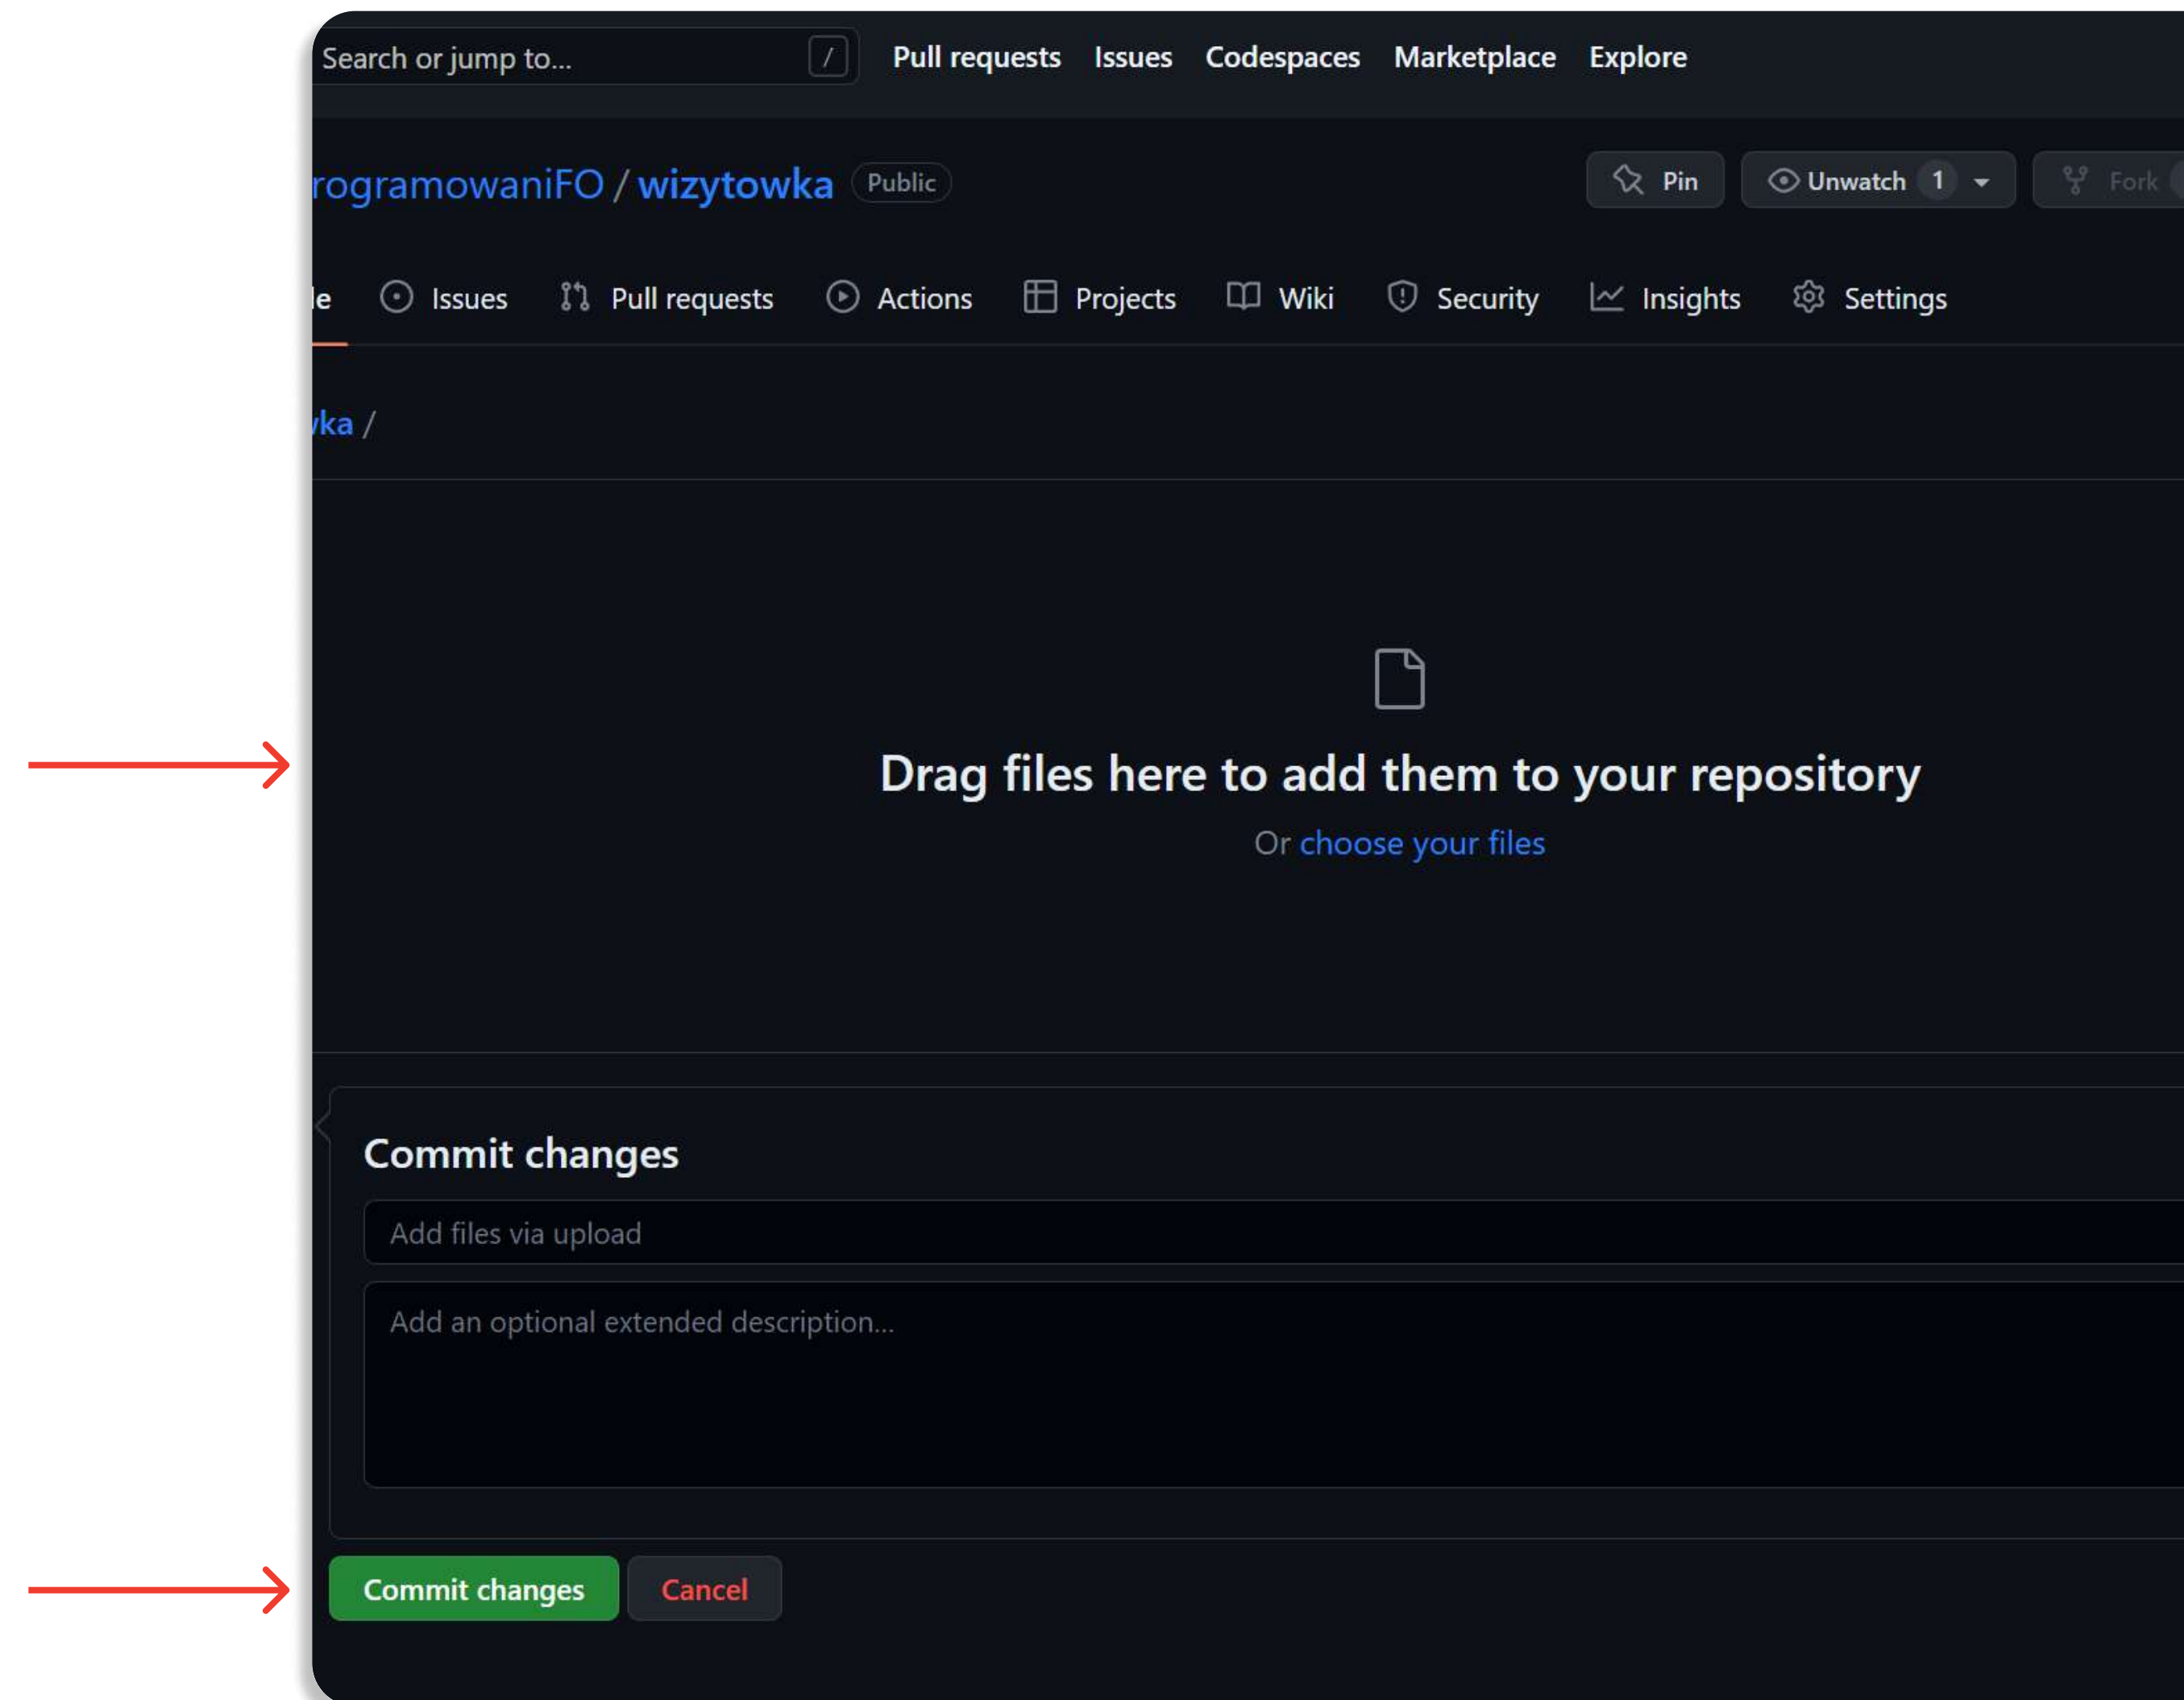 Search or jump to... / Pull requests Issues Codespaces Marketplace Explore
rogramowaniFO / wizytowka Public Pin Unwatch 1 Fork
Issues Pull requests Actions Projects Wiki Security Insights Settings
/
Drag files here to add them to your repository
Or choose your files
Commit changes
Add files via upload
Add an optional extended description...
Commit changes Cancel